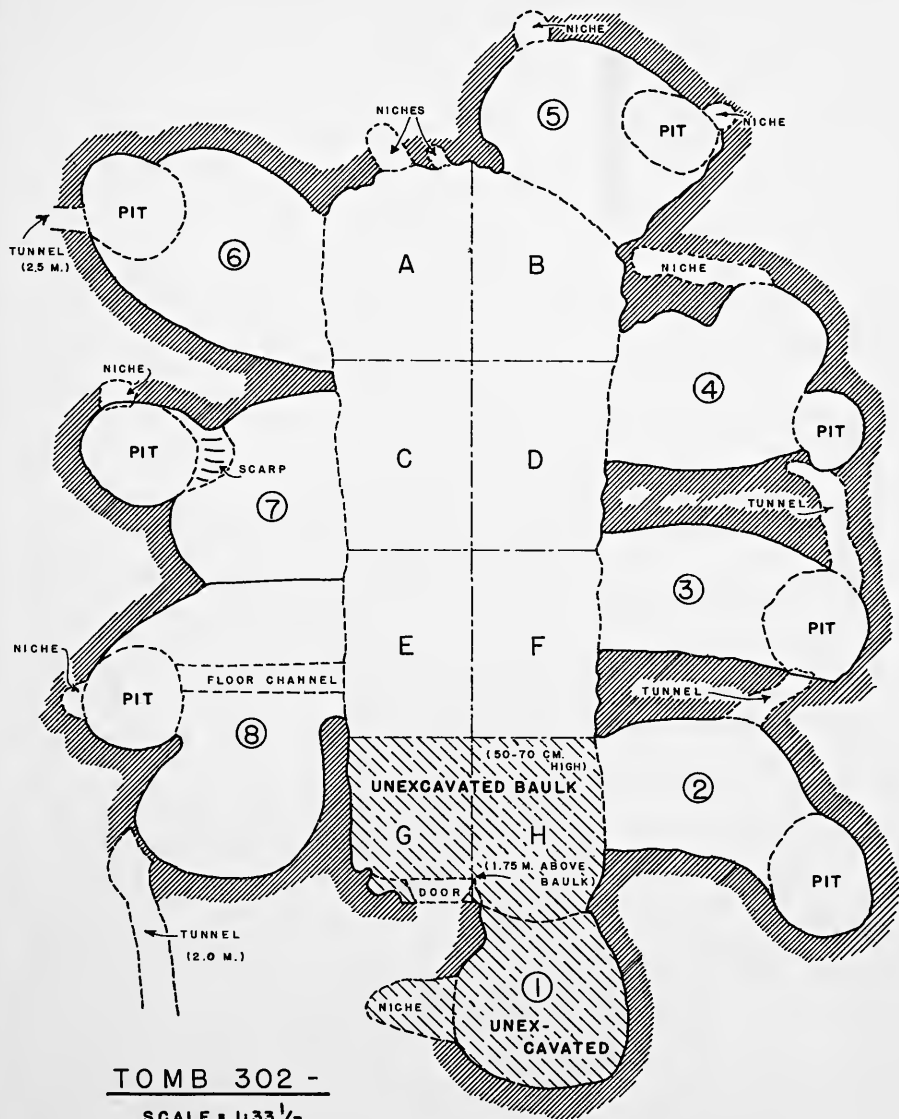 NICHE
NICHES
⑤
PIT
NICHE
PIT
TUNNEL
(2.5 M.)
⑥
A
B
NICHE
NICHE
④
PIT
SCARP
C
D
PIT
⑦
TUNNEL
③
E
F
PIT
NICHE
FLOOR CHANNEL
PIT
TUNNEL
⑧
(50-70 CM.
HIGH)
UNEXCAVATED BAULK
②
G
H
(1.75 M. ABOVE
BAULK)
DOOR
PIT
TUNNEL
(2.0 M.)
①
NICHE
UNEX-
CAVATED
TOMB 302 -
SCALE = 1:33 1/-